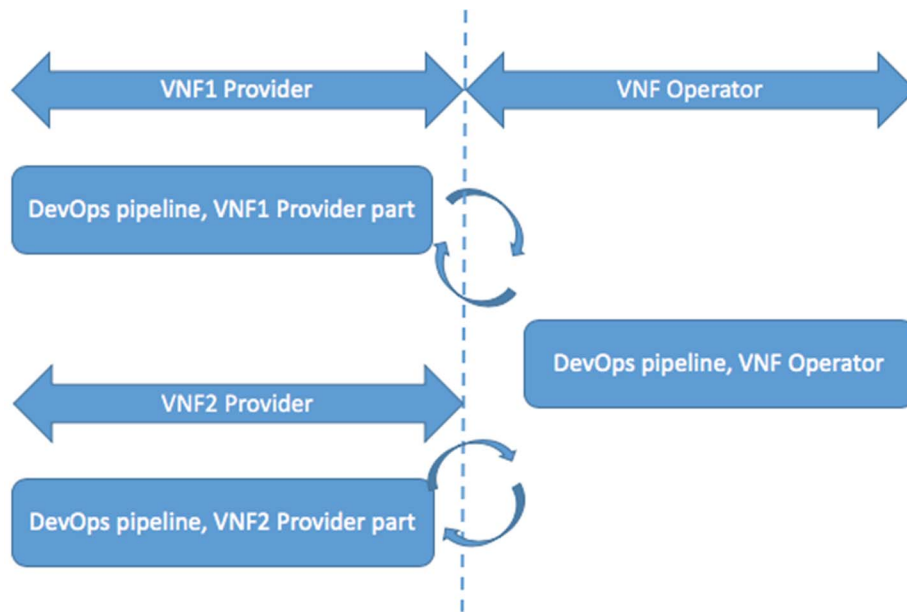 VNF1 Provider
VNF Operator
DevOps pipeline, VNF1 Provider part
DevOps pipeline, VNF Operator
VNF2 Provider
DevOps pipeline, VNF2 Provider part